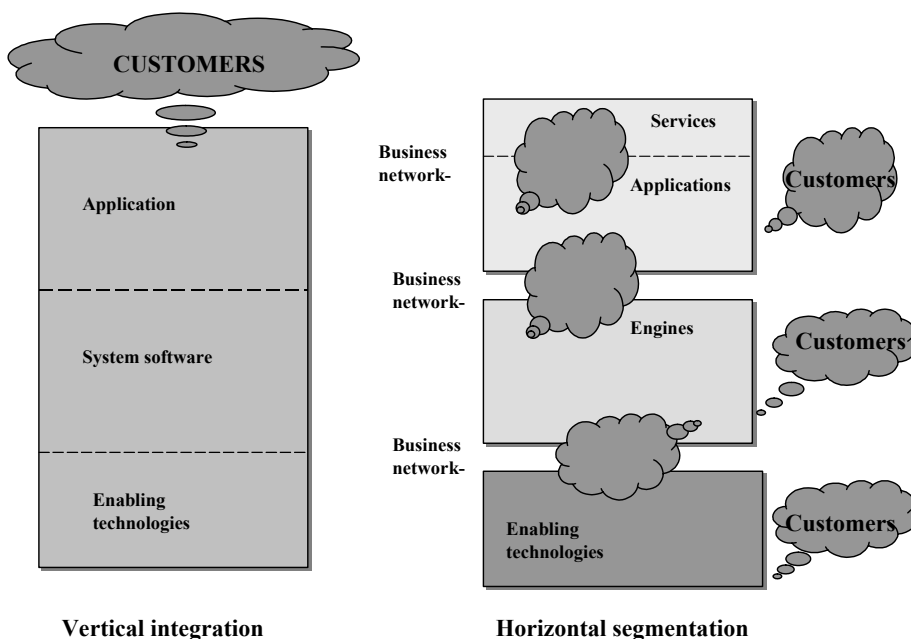 CUSTOMERS
Application
System software
Enabling
technologies
Vertical integration
Business
network-
Services
Applications
Customers
Business
network-
Engines
Customers
Business
network-
Enabling
technologies
Customers
Horizontal segmentation